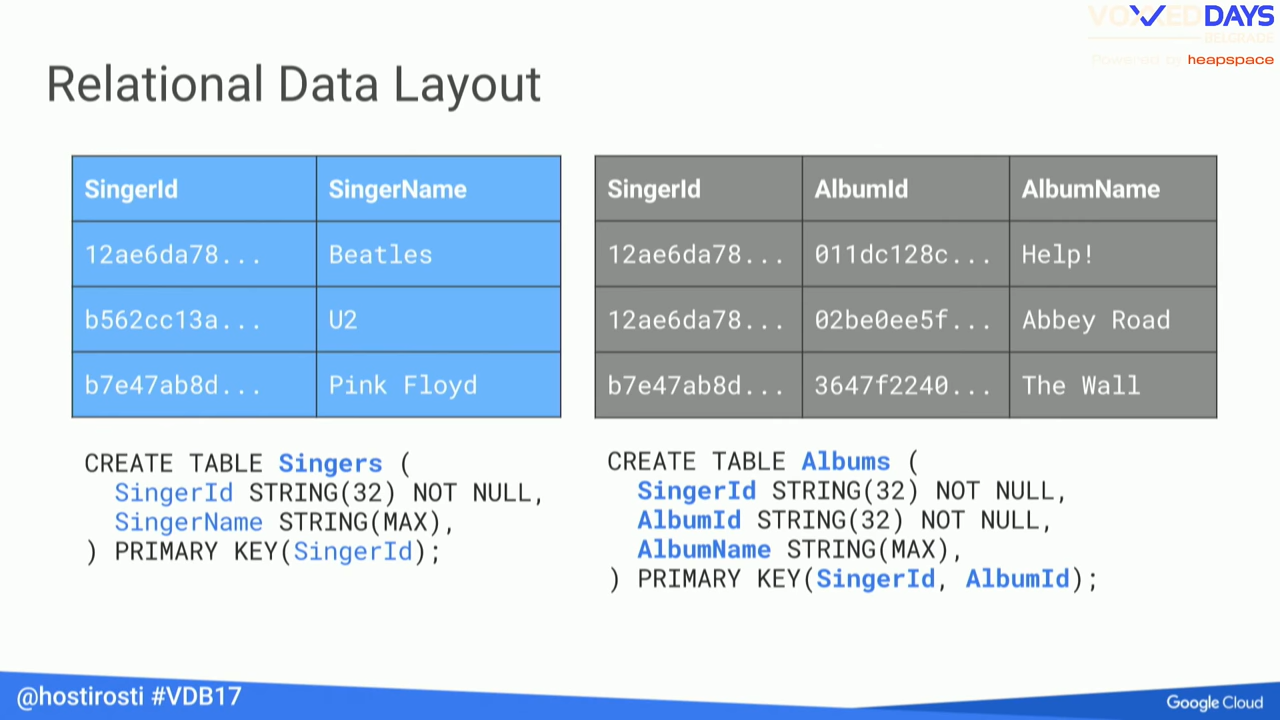 VOXXED DAYS
BELGRADE
Powered by heapspace
Relational Data Layout
SingerId SingerName
12ae6da78... Beatles
b562cc13a... U2
b7e47ab8d... Pink Floyd
SingerId AlbumId AlbumName
12ae6da78... 011dc128c... Help!
12ae6da78... 02be0ee5f... Abbey Road
b7e47ab8d... 3647f2240... The Wall
CREATE TABLE Singers (
SingerId STRING(32) NOT NULL,
SingerName STRING(MAX),
) PRIMARY KEY(SingerId);
CREATE TABLE Albums (
SingerId STRING(32) NOT NULL,
AlbumId STRING(32) NOT NULL,
AlbumName STRING(MAX),
) PRIMARY KEY(SingerId, AlbumId);
@hostirosti #VDB17
Google Cloud